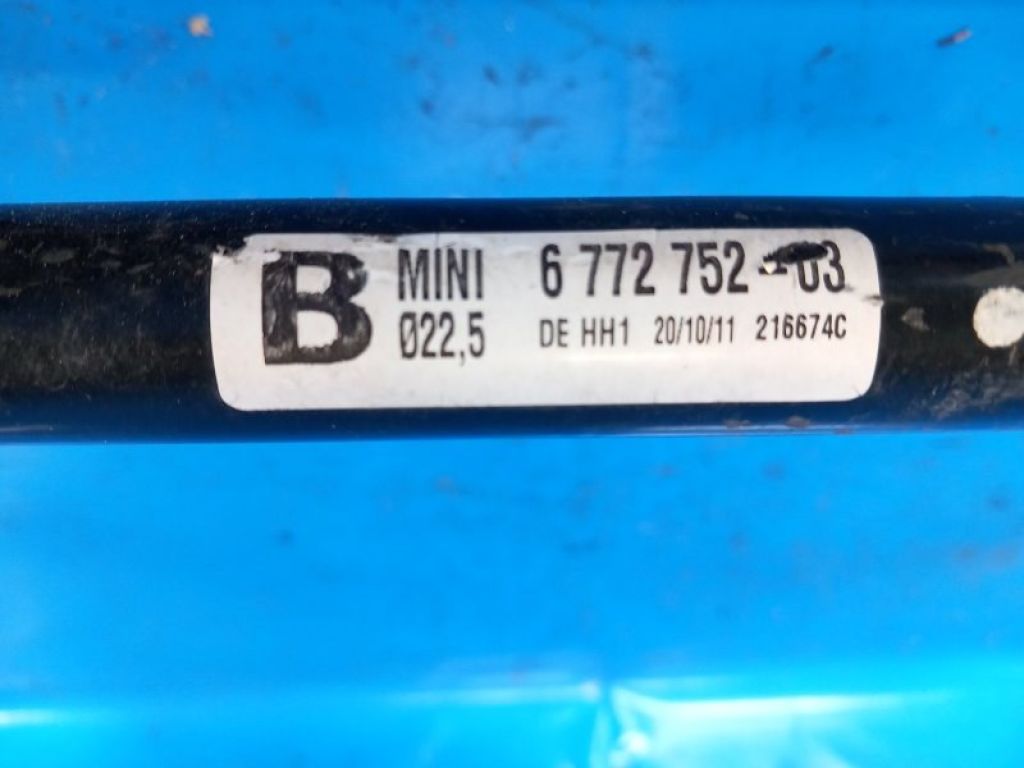 B MINI 6 772 752-03
Ø22,5 DE HH1 20/10/11 216674C